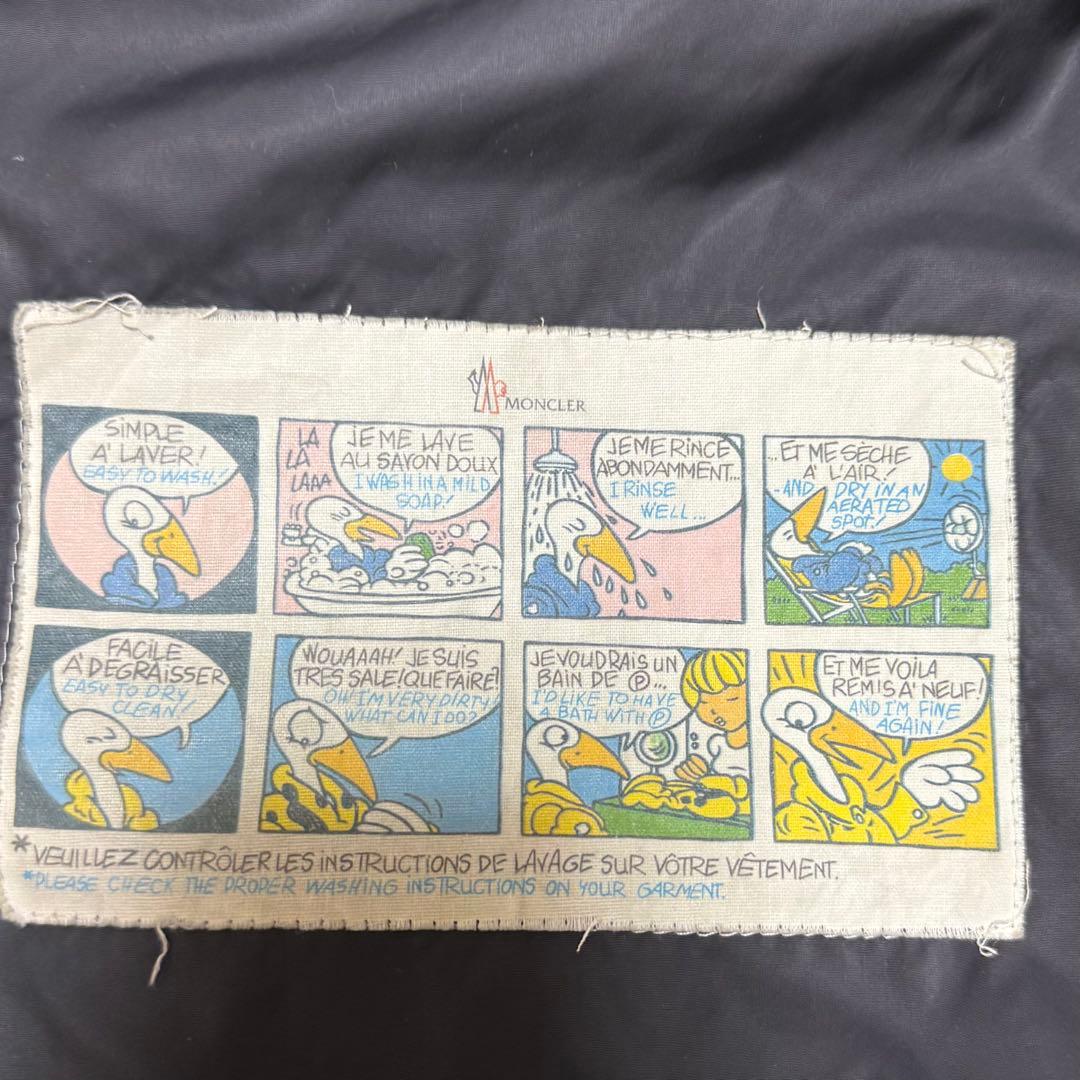 MONCLER
SIMPLE
A' LAVER!
EASY TO WASH!
LA
LA
LAAA
JE ME LAVE
AU SAVON DOUX
I WASH IN A MILD
SOAP!
JE ME RINCE
ABONDAMMENT...
I RINSE
WELL...
...ET ME SÈCHE
A' L'AIR!
-AND DRY IN AN
AERATED
SPOT!
FACILE
A' DEGRAISSER
EASY TO DRY
CLEAN!
WOUAAAH! JE SUIS
TRES SALE! QUE FAIRE?
OH! I'M VERY DIRTY!
WHAT CAN I DO?
JE VOUDRAIS UN
BAIN DE Ⓟ...
I'D LIKE TO HAVE
A BATH WITH Ⓟ
ET ME VOILA
REMIS A' NEUF!
AND I'M FINE
AGAIN!
*VEUILLEZ CONTRÔLER LES INSTRUCTIONS DE LAVAGE SUR VÔTRE VÊTEMENT.
*PLEASE CHECK THE PROPER WASHING INSTRUCTIONS ON YOUR GARMENT.